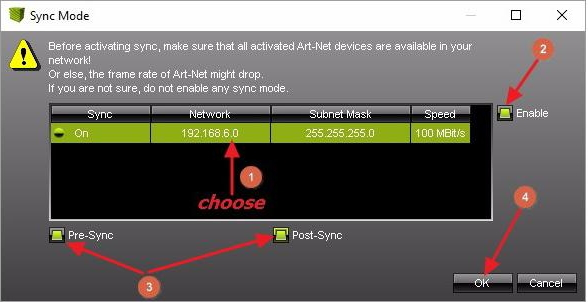 Sync Mode
Before activating sync, make sure that all activated Art-Net devices are available in your
network!
Or else, the frame rate of Art-Net might drop.
If you are not sure, do not enable any sync mode.
2
Sync Network Subnet Mask Speed
Enable
On 192.168.6.0 255.255.255.0 100 MBit/s
1
choose
4
Pre-Sync Post-Sync
3
OK Cancel